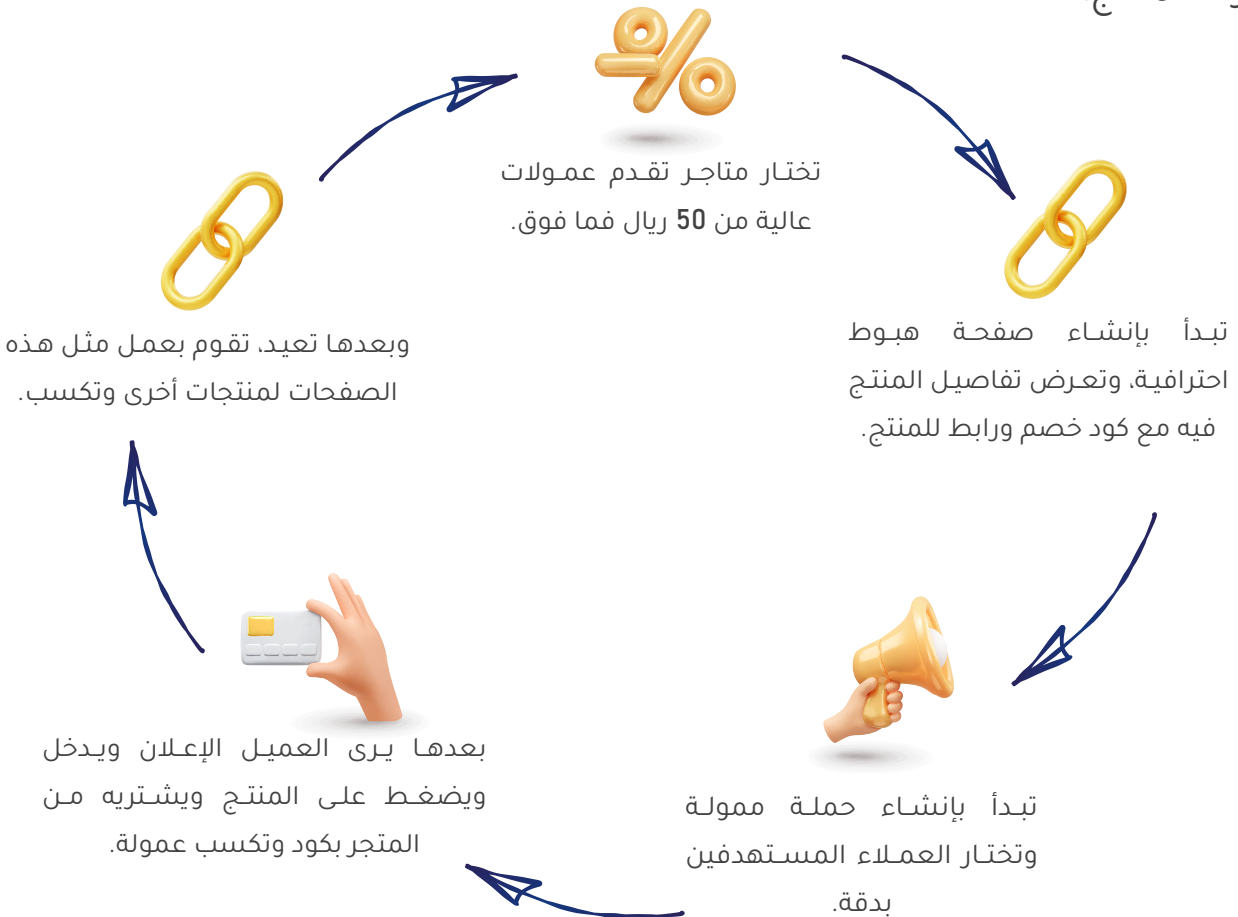 تختار متاجر تقدم عمولات
عالية من 50 ريال فما فوق.
تبدأ بإنشاء صفحة هبوط
احترافية، وتعرض تفاصيل المنتج
فيه مع كود خصم ورابط للمنتج.
تبدأ بإنشاء حملة ممولة
وتختار العملاء المستهدفين
بدقة.
بعدها يرى العميل الإعلان ويدخل
ويضغط على المنتج ويشتريه من
المتجر بكود وتكسب عمولة.
وبعدها تعيد، تقوم بعمل مثل هذه
الصفحات لمنتجات أخرى وتكسب.